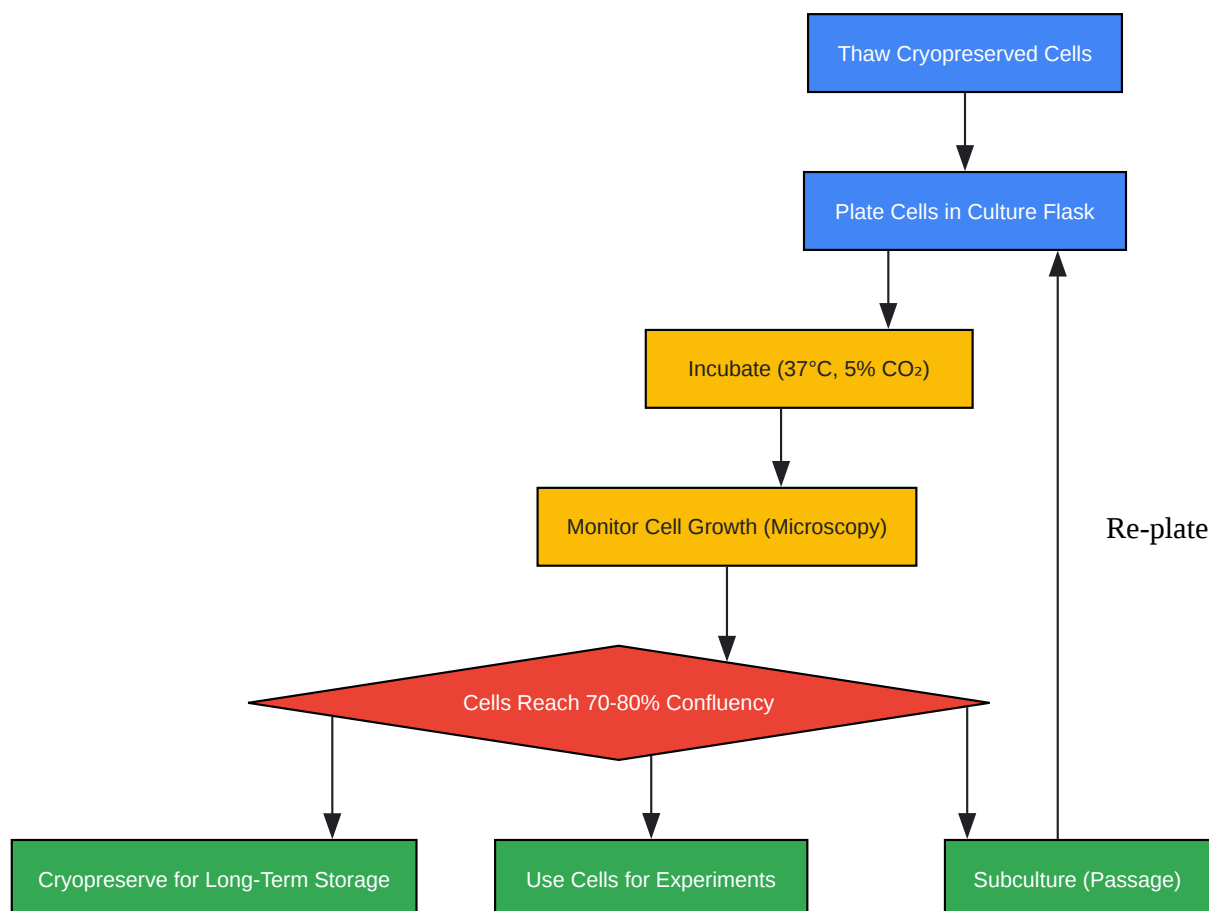 Thaw Cryopreserved Cells
Plate Cells in Culture Flask
Incubate (37°C, 5% CO₂)
Monitor Cell Growth (Microscopy)
Re-plate
Cells Reach 70-80% Confluency
Cryopreserve for Long-Term Storage
Use Cells for Experiments
Subculture (Passage)